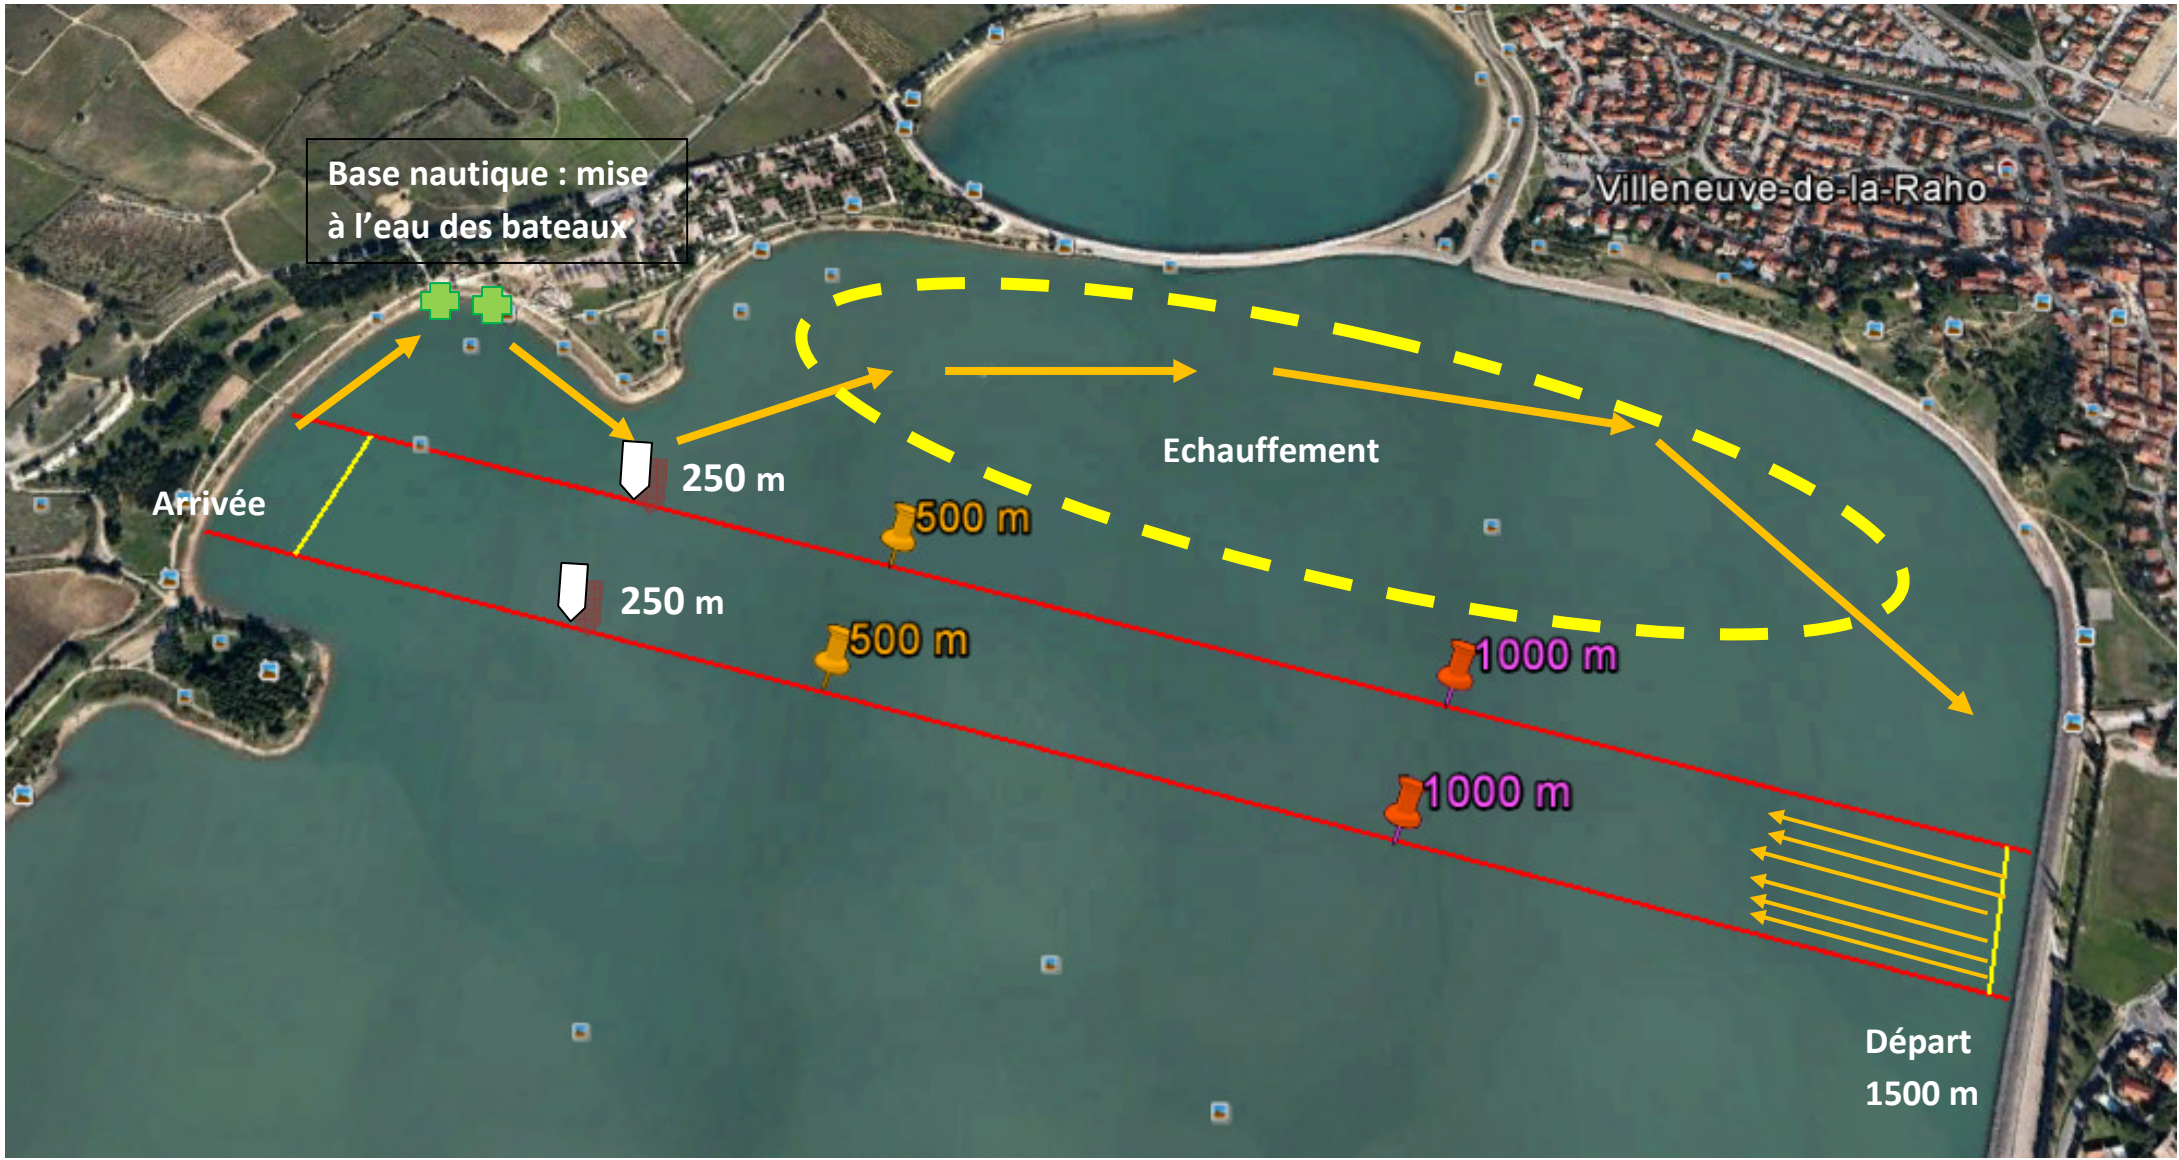 Base nautique : mise
à l’eau des bateaux
Villeneuve-de-la-Raho
Echauffement
Arrivée
250 m
500 m
250 m
500 m
1000 m
1000 m
Départ
1500 m